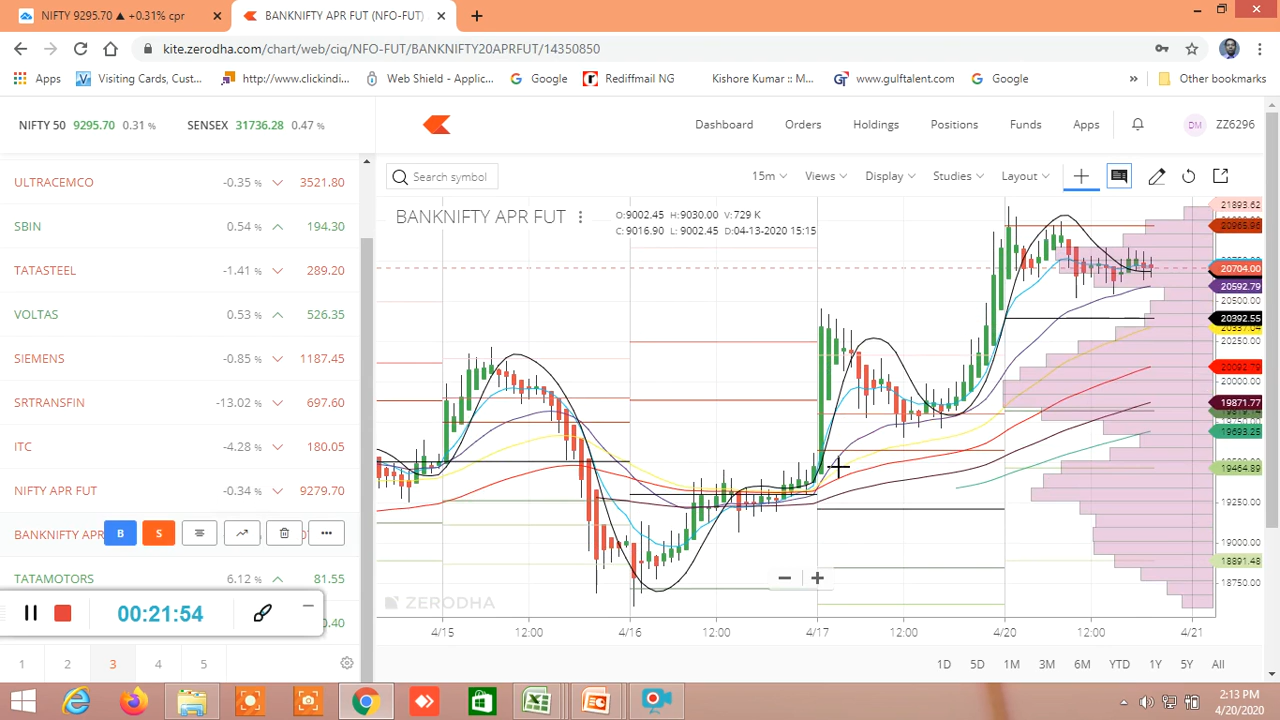 NIFTY 9295.70 ▲ +0.31% cpr
BANKNIFTY APR FUT (NFO-FUT)
kite.zerodha.com/chart/web/ciq/NFO-FUT/BANKNIFTY20APRFUT/14350850
Apps Visiting Cards, Cust... http://www.clickindi... Web Shield - Applic... Google Rediffmail NG Kishore Kumar :: M... www.gulftalent.com Google » Other bookmarks
NIFTY 50 9295.70 0.31% SENSEX 31736.28 0.47%
Dashboard Orders Holdings Positions Funds Apps DM ZZ6296
ULTRACEMCO -0.35 % 3521.80
SBIN 0.54 % 194.30
TATASTEEL -1.41 % 289.20
VOLTAS 0.53 % 526.35
SIEMENS -0.85 % 1187.45
SRTRANSFIN -13.02 % 697.60
ITC -4.28 % 180.05
NIFTY APR FUT -0.34 % 9279.70
BANKNIFTY APR B S
TATAMOTORS 6.12 % 81.55
.40
00:21:54
1 2 3 4 5
Search symbol
15m Views Display Studies Layout
BANKNIFTY APR FUT
O:9002.45 H:9030.00 V:729 K
C:9016.90 L:9002.45 D:04-13-2020 15:15
21893.62
20965.96
20704.00
20592.79
20500.00
20392.55
20337.04
20250.00
20092.79
20000.00
19871.77
19693.25
19464.89
19250.00
19000.00
18891.48
18750.00
ZERODHA
4/15 12:00 4/16 12:00 4/17 12:00 4/20 12:00 4/21
1D 5D 1M 3M 6M YTD 1Y 5Y All
2:13 PM
4/20/2020